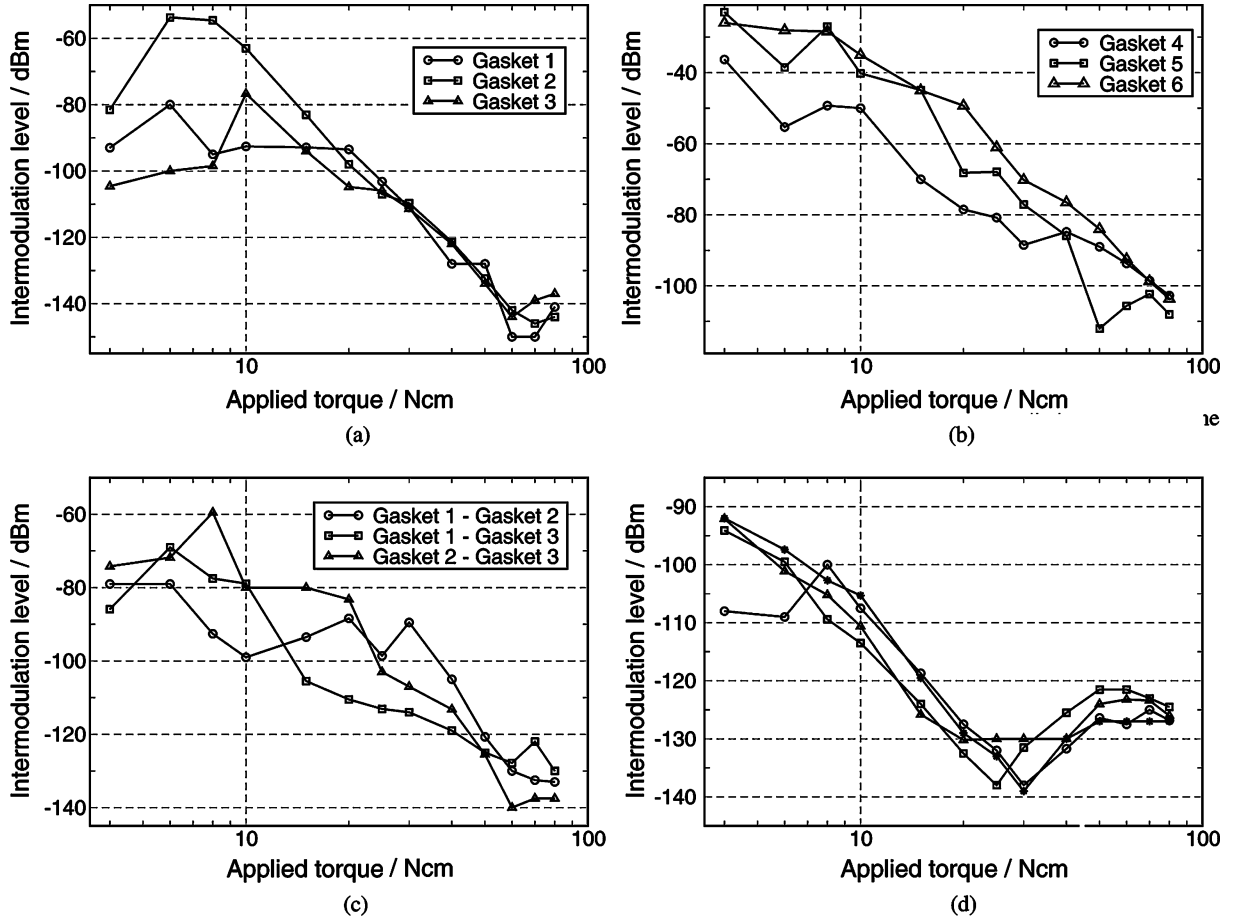 Intermodulation level / dBm
-60
-80
-100
-120
-140
Gasket 1
Gasket 2
Gasket 3
10
100
Applied torque / Ncm
(a)
Intermodulation level / dBm
-40
-60
-80
-100
Gasket 4
Gasket 5
Gasket 6
10
100
Applied torque / Ncm
(b)
Intermodulation level / dBm
-60
-80
-100
-120
-140
Gasket 1 - Gasket 2
Gasket 1 - Gasket 3
Gasket 2 - Gasket 3
10
100
Applied torque / Ncm
(c)
Intermodulation level / dBm
-90
-100
-110
-120
-130
-140
10
100
Applied torque / Ncm
(d)